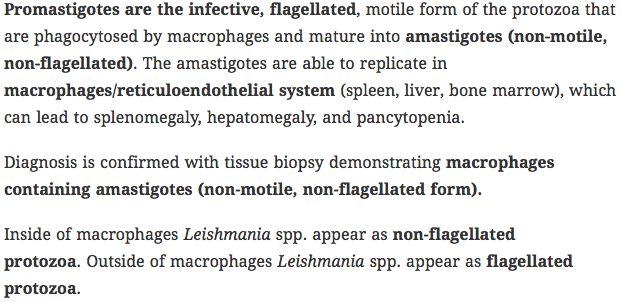 Promastigotes are the infective, flagellated, motile form of the protozoa that
are phagocytosed by macrophages and mature into amastigotes (non-motile,
non-flagellated). The amastigotes are able to replicate in
macrophages/reticuloendothelial system (spleen, liver, bone marrow), which
can lead to splenomegaly, hepatomegaly, and pancytopenia.
Diagnosis is confirmed with tissue biopsy demonstrating macrophages
containing amastigotes (non-motile, non-flagellated form).
Inside of macrophages Leishmania spp. appear as non-flagellated
protozoa. Outside of macrophages Leishmania spp. appear as flagellated
protozoa.